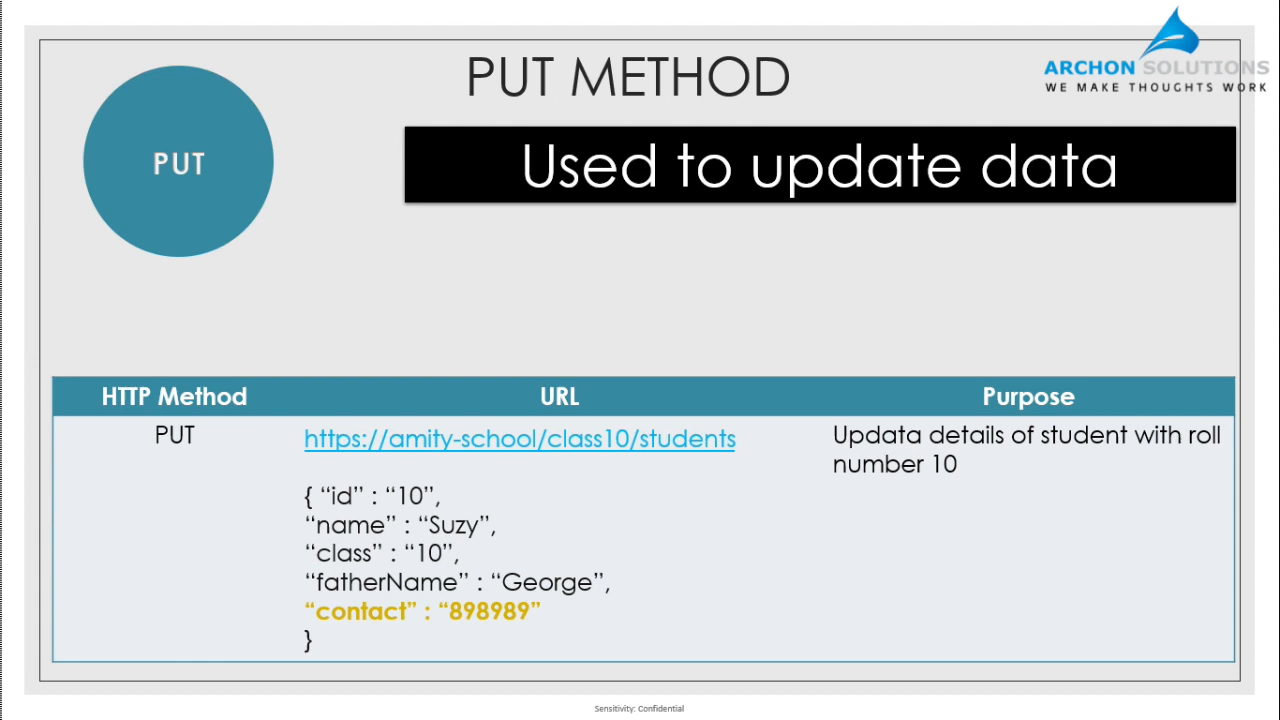 ARCHON SOLUTIONS
WE MAKE THOUGHTS WORK
PUT METHOD
PUT
Used to update data
HTTP Method URL Purpose
PUT https://amity-school/class10/students Updata details of student with roll
number 10
{ “id” : “10”,
“name” : “Suzy”,
“class” : “10”,
“fatherName” : “George”,
“contact” : “898989”
}
Sensitivity: Confidential